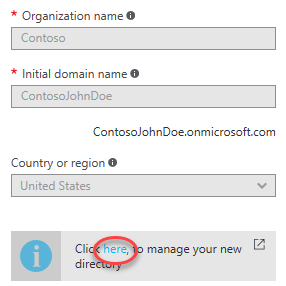 * Organization name
Contoso
* Initial domain name
ContosoJohnDoe
ContosoJohnDoe.onmicrosoft.com
Country or region
United States
Click here, to manage your new
directory